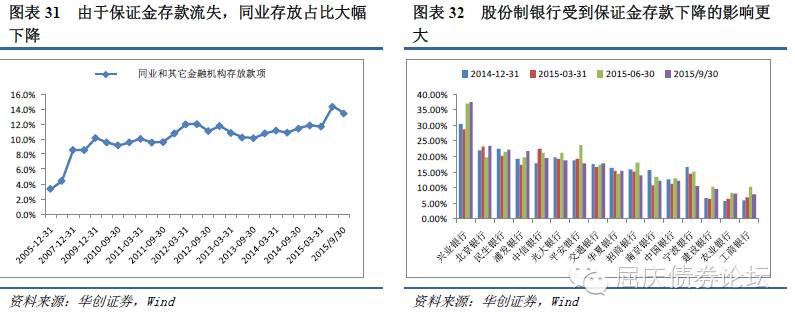 图表 31 由于保证金存款流失，同业存放占比大幅
下降
同业和其它金融机构存放款项
16.0%
14.0%
12.0%
10.0%
8.0%
6.0%
4.0%
2.0%
0.0%
2005-12-31
2007-12-31
2009-12-31
2010-09-30
2011-03-31
2011-09-30
2012-03-31
2012-09-30
2013-03-31
2013-09-30
2014-03-31
2014-09-30
2015-03-31
2015/9/30
资料来源：华创证券，Wind
图表 32 股份制银行受到保证金存款下降的影响更
大
2014-12-31 2015-03-31 2015-06-30 2015/9/30
40.00%
35.00%
30.00%
25.00%
20.00%
15.00%
10.00%
5.00%
0.00%
兴业银行
北京银行
民生银行
浦发银行
中信银行
光大银行
平安银行
交通银行
华夏银行
招商银行
南京银行
中国银行
宁波银行
建设银行
农业银行
工商银行
资料来源：华创证券，Wind
屈庆债券论坛